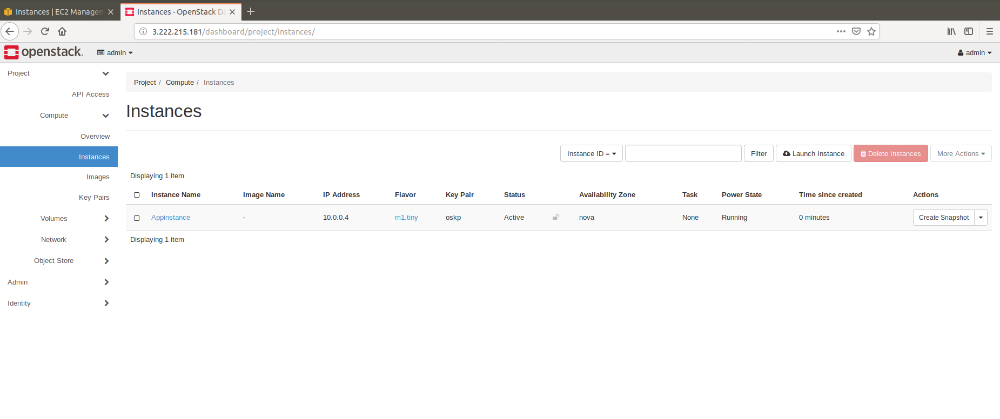 Instances | EC2 Managem
Instances - OpenStack Da
3.222.215.181/dashboard/project/instances/
openstack.
admin
admin
Project
API Access
Compute
Overview
Instances
Images
Key Pairs
Volumes
Network
Object Store
Admin
Identity
Project / Compute / Instances
Instances
Instance ID = Filter Launch Instance Delete Instances More Actions
Displaying 1 item
Instance Name Image Name IP Address Flavor Key Pair Status Availability Zone Task Power State Time since created Actions
Appinstance - 10.0.0.4 m1.tiny oskp Active nova None Running 0 minutes Create Snapshot
Displaying 1 item